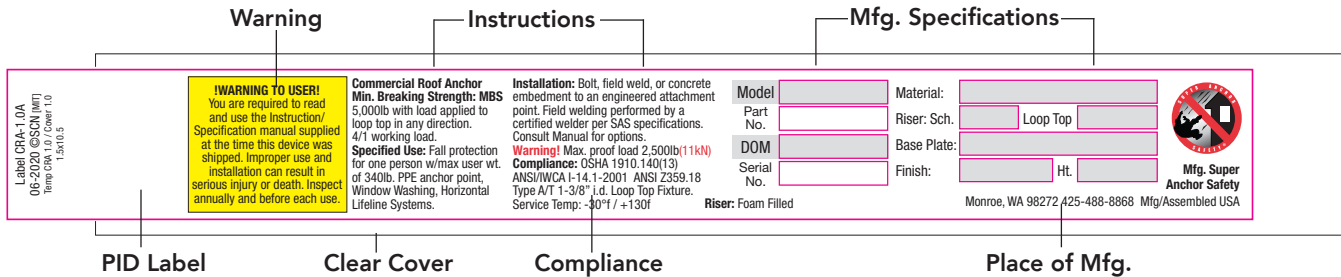 Warning
Instructions
Mfg. Specifications
Label CRA-1.0A
06-2020 ©SCN [MIT]
Temp CRA 1.0 / Cover 1.0
1.5x10.5
!WARNING TO USER!
You are required to read
and use the Instruction/
Specification manual supplied
at the time this device was
shipped. Improper use and
installation can result in
serious injury or death. Inspect
annually and before each use.
Commercial Roof Anchor
Min. Breaking Strength: MBS
5,000lb with load applied to
loop top in any direction.
4/1 working load.
Specified Use: Fall protection
for one person w/max user wt.
of 340lb. PPE anchor point,
Window Washing, Horizontal
Lifeline Systems.
Installation: Bolt, field weld, or concrete
embedment to an engineered attachment
point. Field welding performed by a
certified welder per SAS specifications.
Consult Manual for options.
Warning! Max. proof load 2,500lb(11kN)
Compliance: OSHA 1910.140(13)
ANSI/IWCA I-14.1-2001 ANSI Z359.18
Type A/T 1-3/8" i.d. Loop Top Fixture.
Service Temp: -30°f / +130f
Model
Part
No.
DOM
Serial
No.
Riser: Foam Filled
Material:
Riser: Sch.
Loop Top
Base Plate:
Finish:
Ht.
SUPER ANCHOR
SAFETY
®
Mfg. Super
Anchor Safety
Monroe, WA 98272 425-488-8868 Mfg/Assembled USA
PID Label
Clear Cover
Compliance
Place of Mfg.